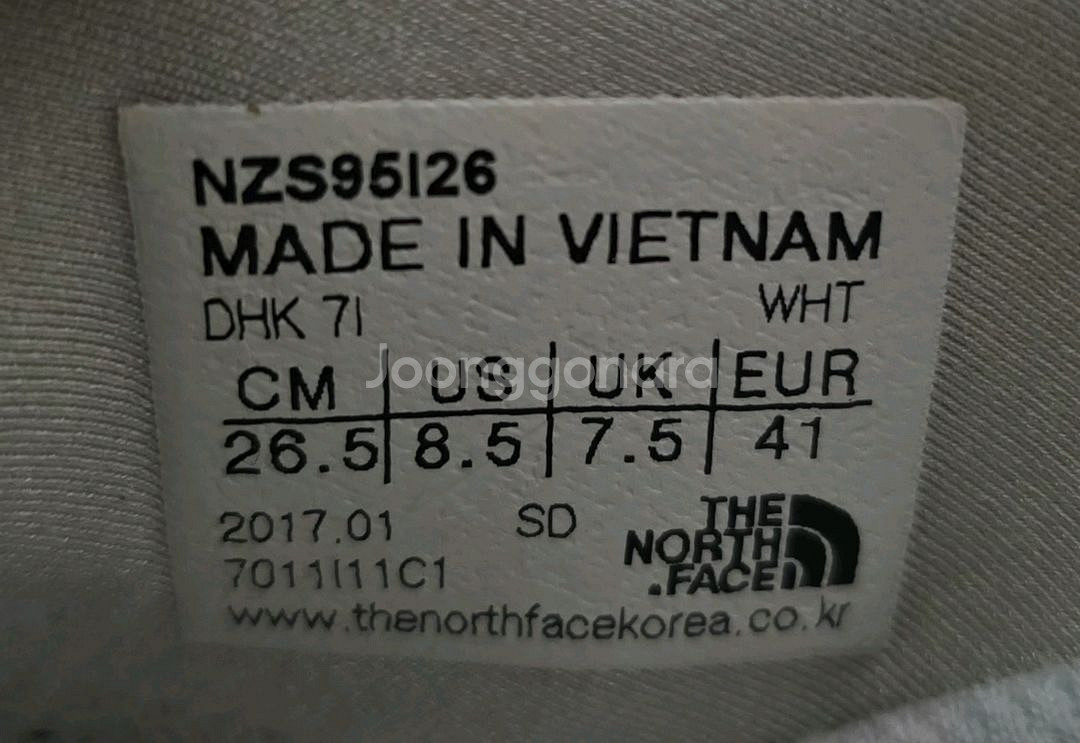 NZS95I26
MADE IN VIETNAM
DHK 7I WHT
CM US UK EUR
Joonggonara
26.5 8.5 7.5 41
2017.01 SD
7011I11C1
THE
NORTH
FACE
www.thenorthfacekorea.co.kr